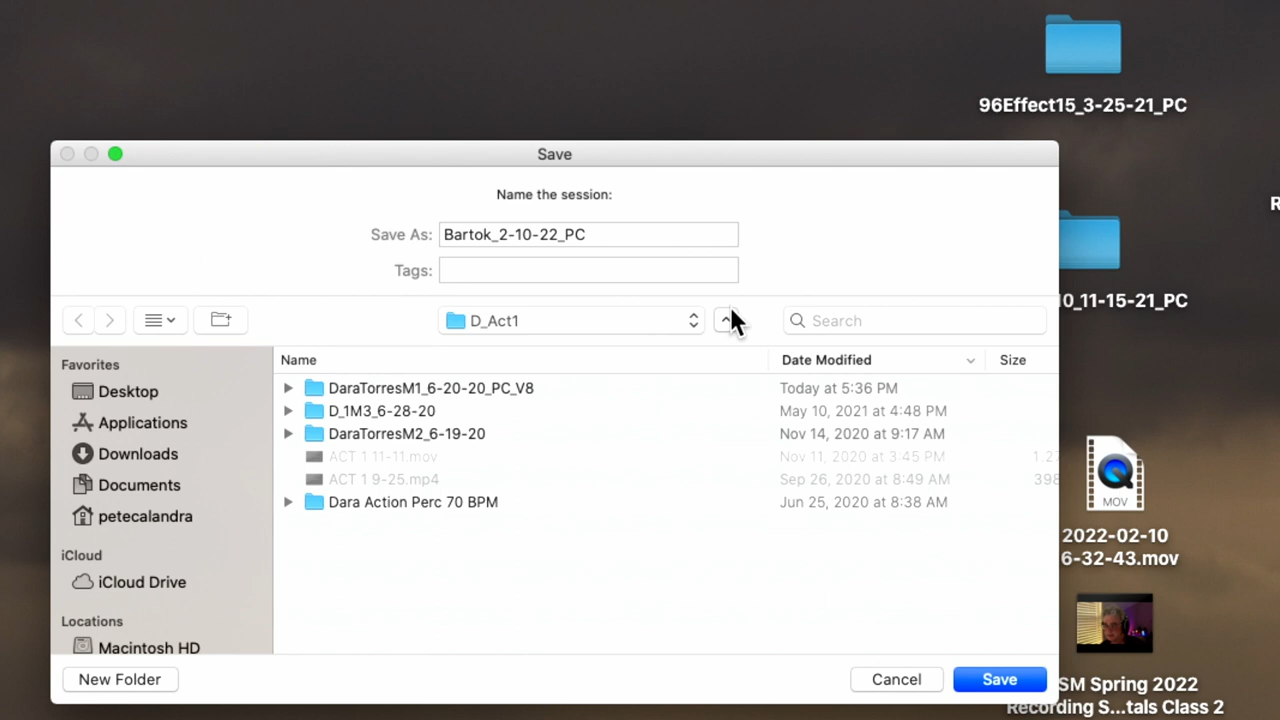 96Effect15_3-25-21_PC
Save
Name the session:
Save As: Bartok_2-10-22_PC
Tags:
D_Act1
Search
Favorites
Desktop
Applications
Downloads
Documents
petecalandra
iCloud
iCloud Drive
Locations
Macintosh HD
Name Date Modified Size
DaraTorresM1_6-20-20_PC_V8 Today at 5:36 PM
D_1M3_6-28-20 May 10, 2021 at 4:48 PM
DaraTorresM2_6-19-20 Nov 14, 2020 at 9:17 AM
ACT 1 11-11.mov Nov 11, 2020 at 3:45 PM 1.27
ACT 1 9-25.mp4 Sep 26, 2020 at 8:49 AM 398
Dara Action Perc 70 BPM Jun 25, 2020 at 8:38 AM
New Folder
Cancel
Save
R
10_11-15-21_PC
MOV
2022-02-10
6-32-43.mov
SM Spring 2022
Recording S...tals Class 2